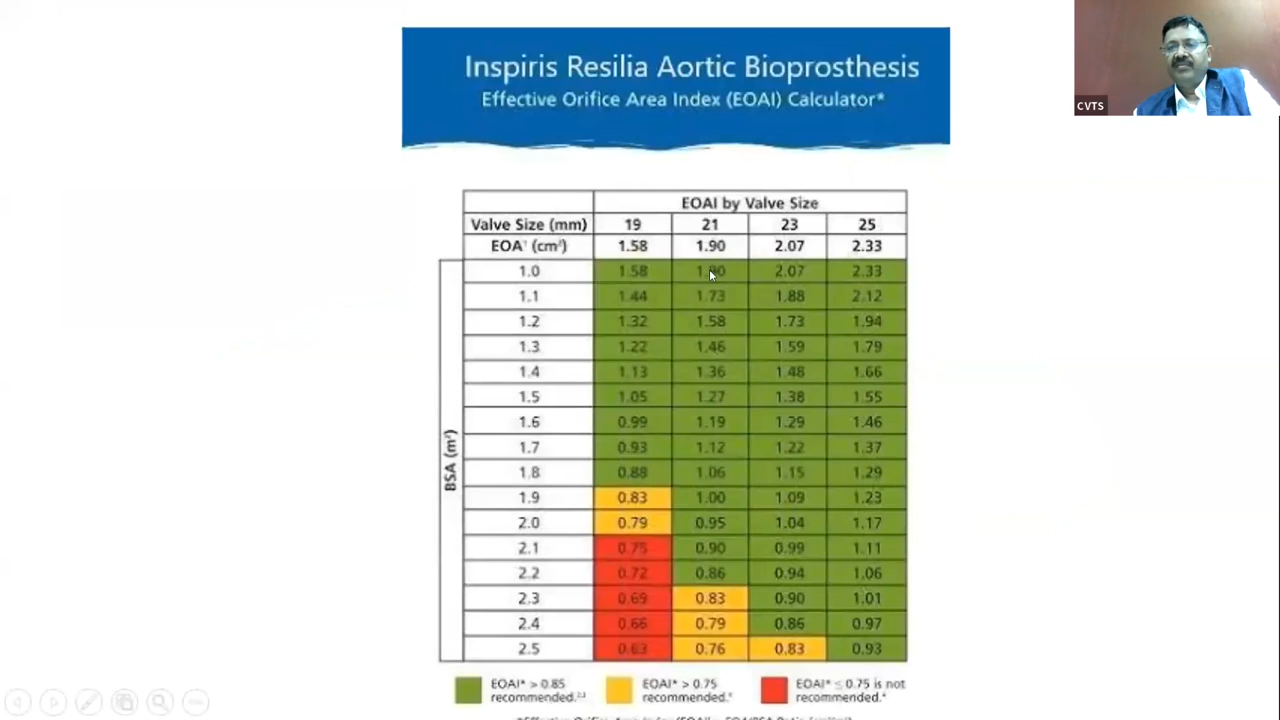 Inspiris Resilia Aortic Bioprosthesis
Effective Orifice Area Index (EOAI) Calculator*
CVTS
EOAI by Valve Size
Valve Size (mm) 19 21 23 25
EOA¹ (cm²) 1.58 1.90 2.07 2.33
BSA (m²)
1.0 1.58 1.90 2.07 2.33
1.1 1.44 1.73 1.88 2.12
1.2 1.32 1.58 1.73 1.94
1.3 1.22 1.46 1.59 1.79
1.4 1.13 1.36 1.48 1.66
1.5 1.05 1.27 1.38 1.55
1.6 0.99 1.19 1.29 1.46
1.7 0.93 1.12 1.22 1.37
1.8 0.88 1.06 1.15 1.29
1.9 0.83 1.00 1.09 1.23
2.0 0.79 0.95 1.04 1.17
2.1 0.75 0.90 0.99 1.11
2.2 0.72 0.86 0.94 1.06
2.3 0.69 0.83 0.90 1.01
2.4 0.66 0.79 0.86 0.97
2.5 0.63 0.76 0.83 0.93
EOAI* > 0.85
recommended.
EOAI* > 0.75
recommended.
EOAI* ≤ 0.75 is not
recommended.
*Effective Orifice Area Index (EOAI)